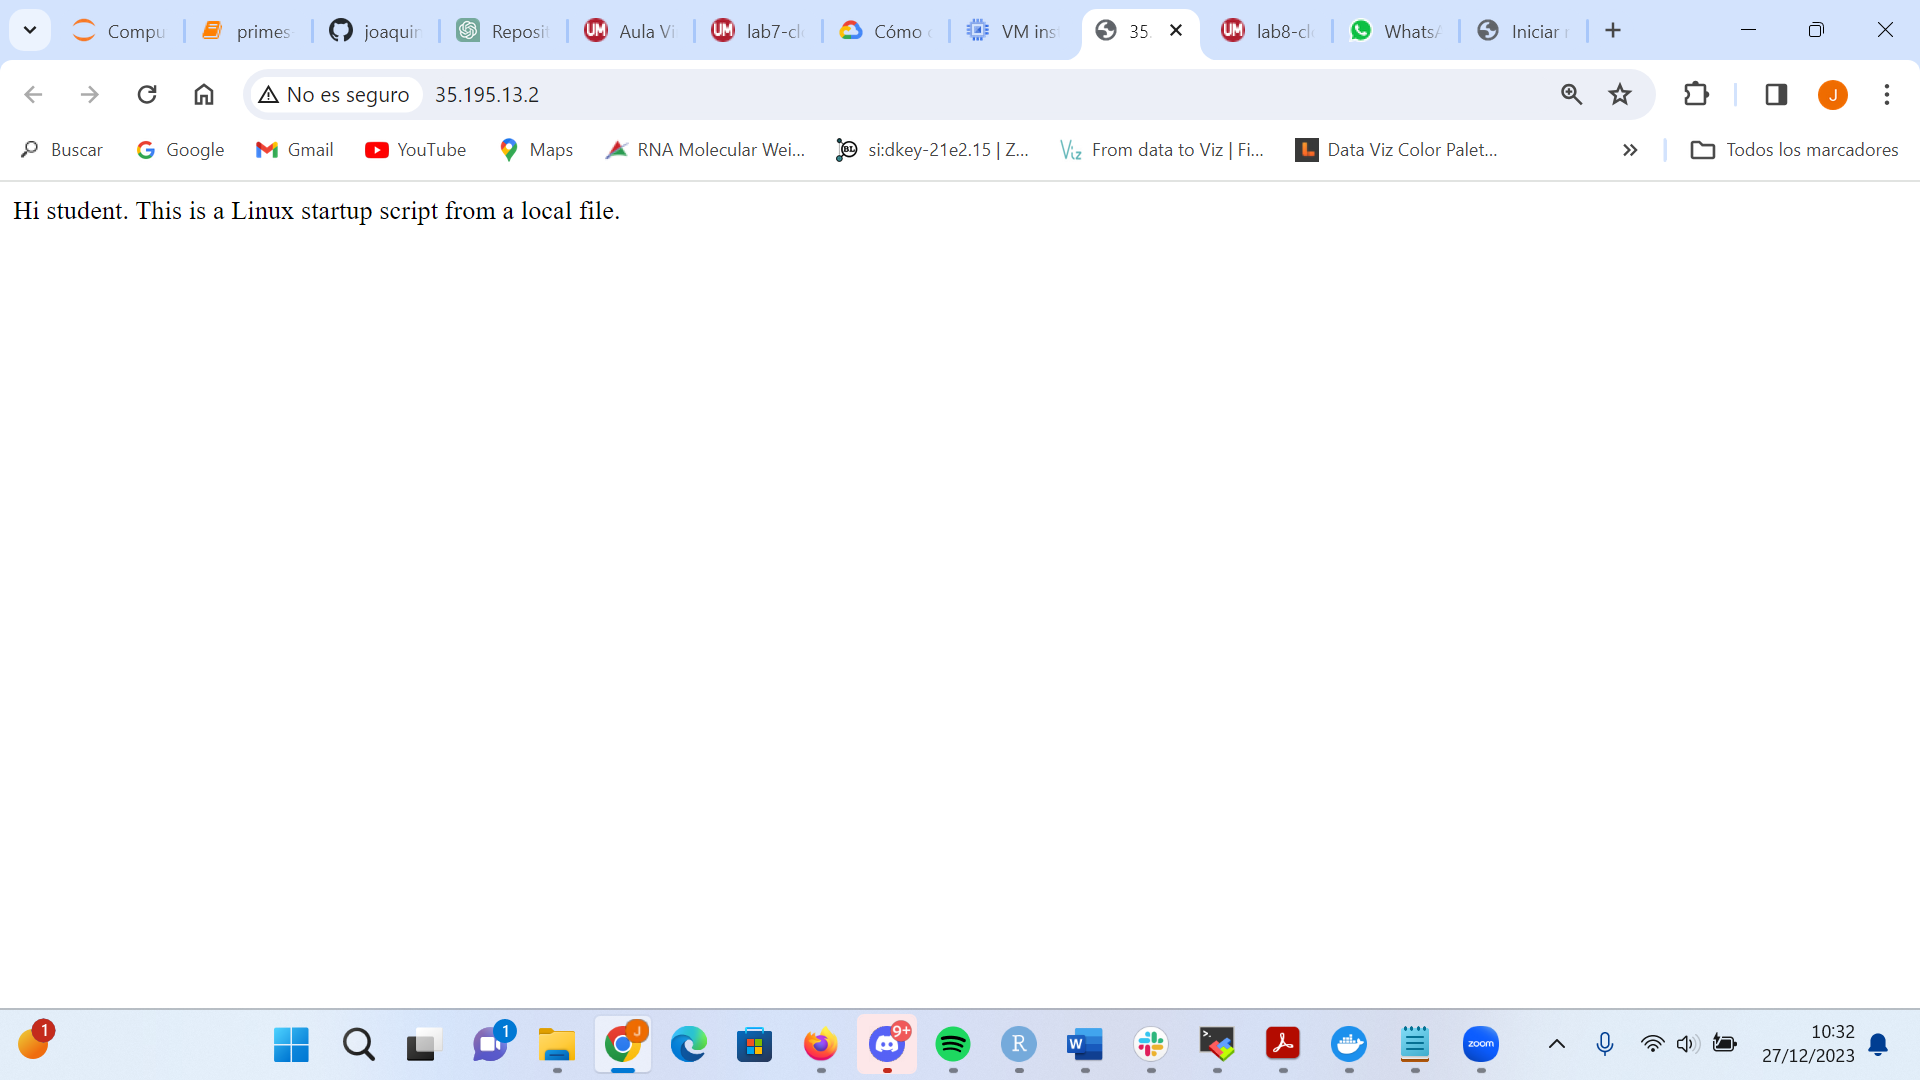 Compu
primes
joaquin
Reposit
Aula Vi
lab7-cl
Cómo
VM ins
35.
lab8-cl
WhatsA
Iniciar
No es seguro
35.195.13.2
J
Buscar
Google
Gmail
YouTube
Maps
RNA Molecular Wei...
si:dkey-21e2.15 | Z...
From data to Viz | Fi...
Data Viz Color Palet...
Todos los marcadores
Hi student. This is a Linux startup script from a local file.
1
1
J
9+
R
W
zoom
10:32
27/12/2023